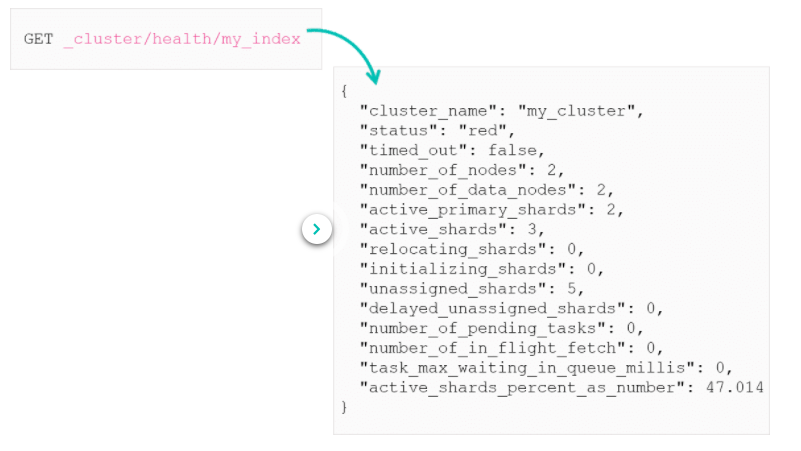 GET _cluster/health/my_index
{
"cluster_name": "my_cluster",
"status": "red",
"timed_out": false,
"number_of_nodes": 2,
"number_of_data_nodes": 2,
"active_primary_shards": 2,
"active_shards": 3,
"relocating_shards": 0,
"initializing_shards": 0,
"unassigned_shards": 5,
"delayed_unassigned_shards": 0,
"number_of_pending_tasks": 0,
"number_of_in_flight_fetch": 0,
"task_max_waiting_in_queue_millis": 0,
"active_shards_percent_as_number": 47.014
}